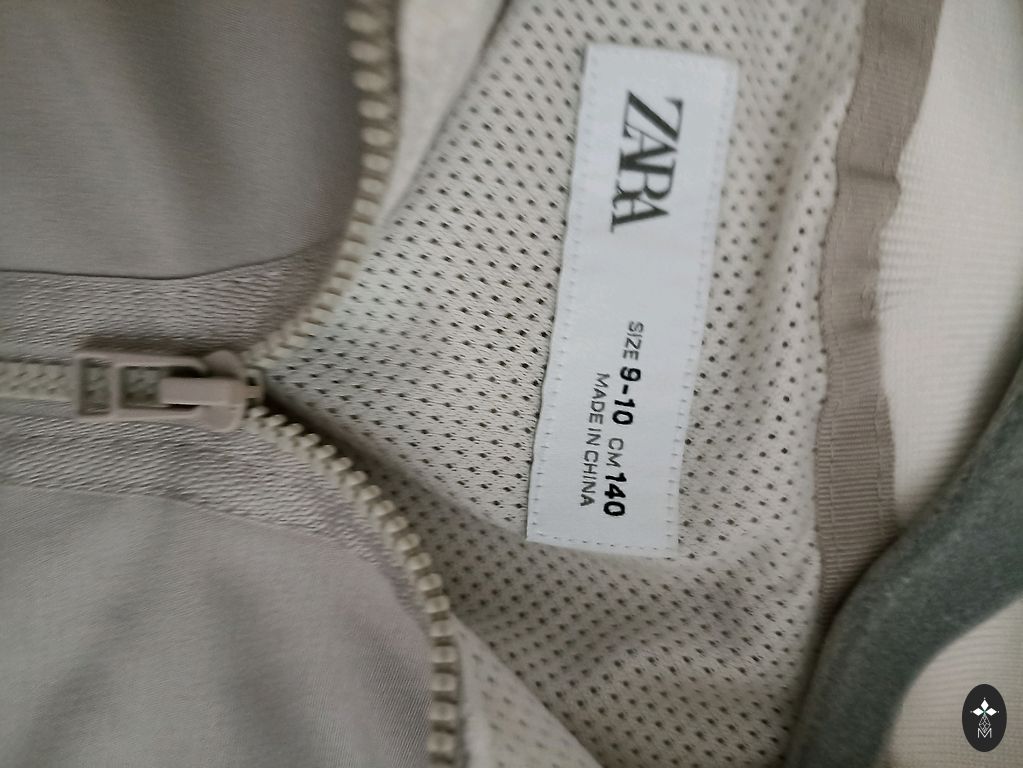 ZARA
SIZE 9-10 CM 140
MADE IN CHINA
M